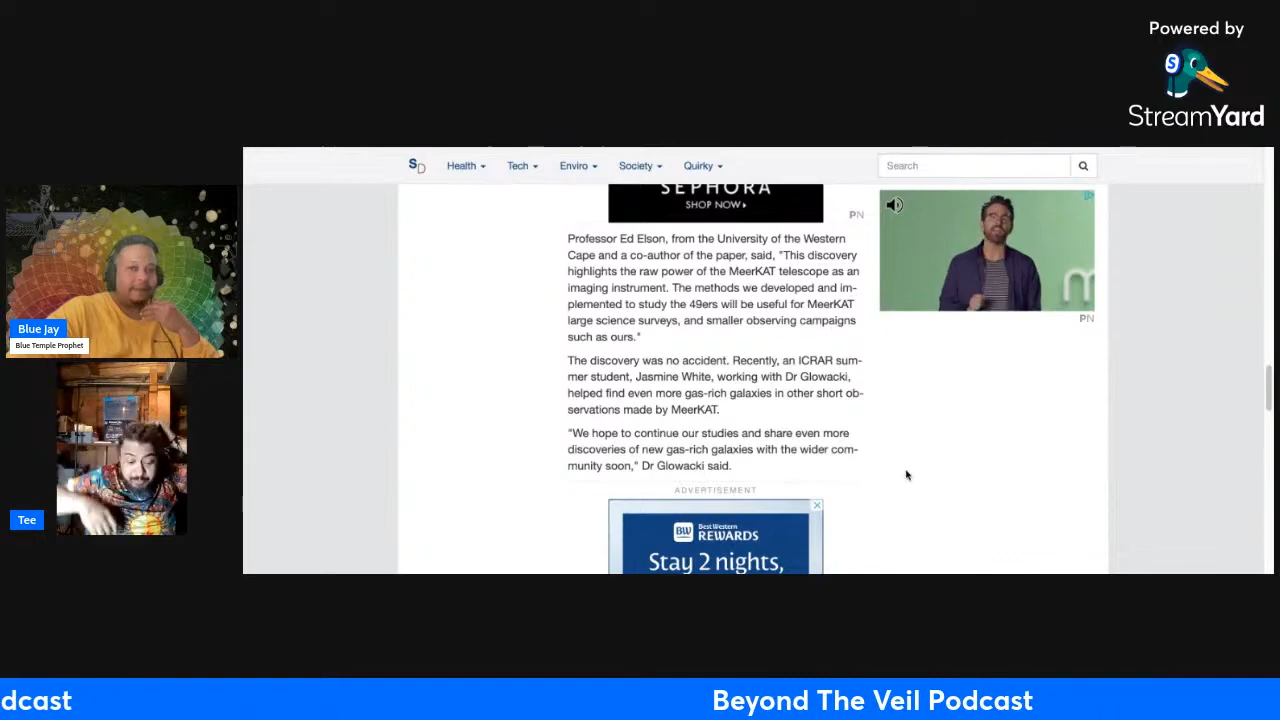 Powered by
StreamYard
S
SD
Health
Tech
Enviro
Society
Quirky
Search
SEPHORA
SHOP NOW
PN
Professor Ed Elson, from the University of the Western
Cape and a co-author of the paper, said, "This discovery
highlights the raw power of the MeerKAT telescope as an
imaging instrument. The methods we developed and im-
plemented to study the 49ers will be useful for MeerKAT
large science surveys, and smaller observing campaigns
such as ours."
The discovery was no accident. Recently, an ICRAR sum-
mer student, Jasmine White, working with Dr Glowacki,
helped find even more gas-rich galaxies in other short ob-
servations made by MeerKAT.
"We hope to continue our studies and share even more
discoveries of new gas-rich galaxies with the wider com-
munity soon," Dr Glowacki said.
ADVERTISEMENT
BW Best Western
REWARDS
Stay 2 nights,
m
PN
Blue Jay
Blue Temple Prophet
Tee
dcast
Beyond The Veil Podcast